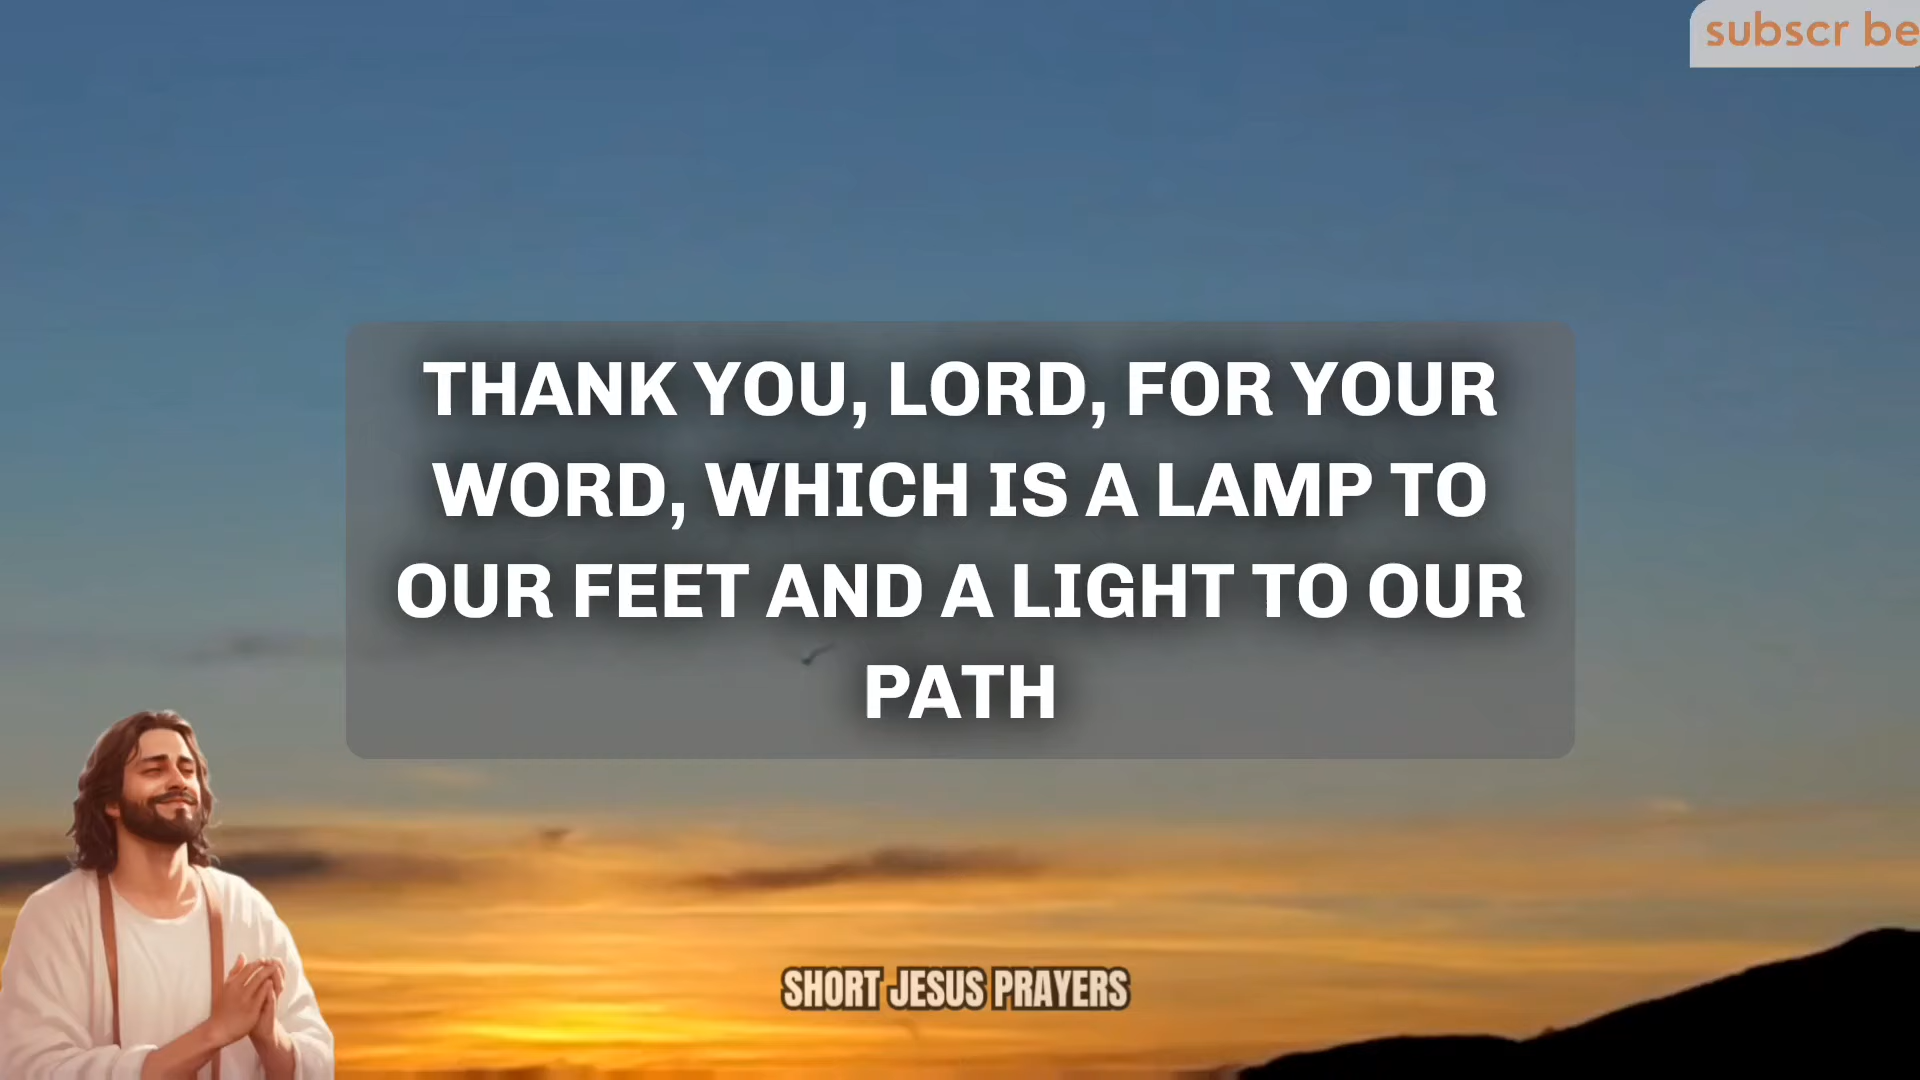 subscr be
THANK YOU, LORD, FOR YOUR
WORD, WHICH IS A LAMP TO
OUR FEET AND A LIGHT TO OUR
PATH
SHORT JESUS PRAYERS